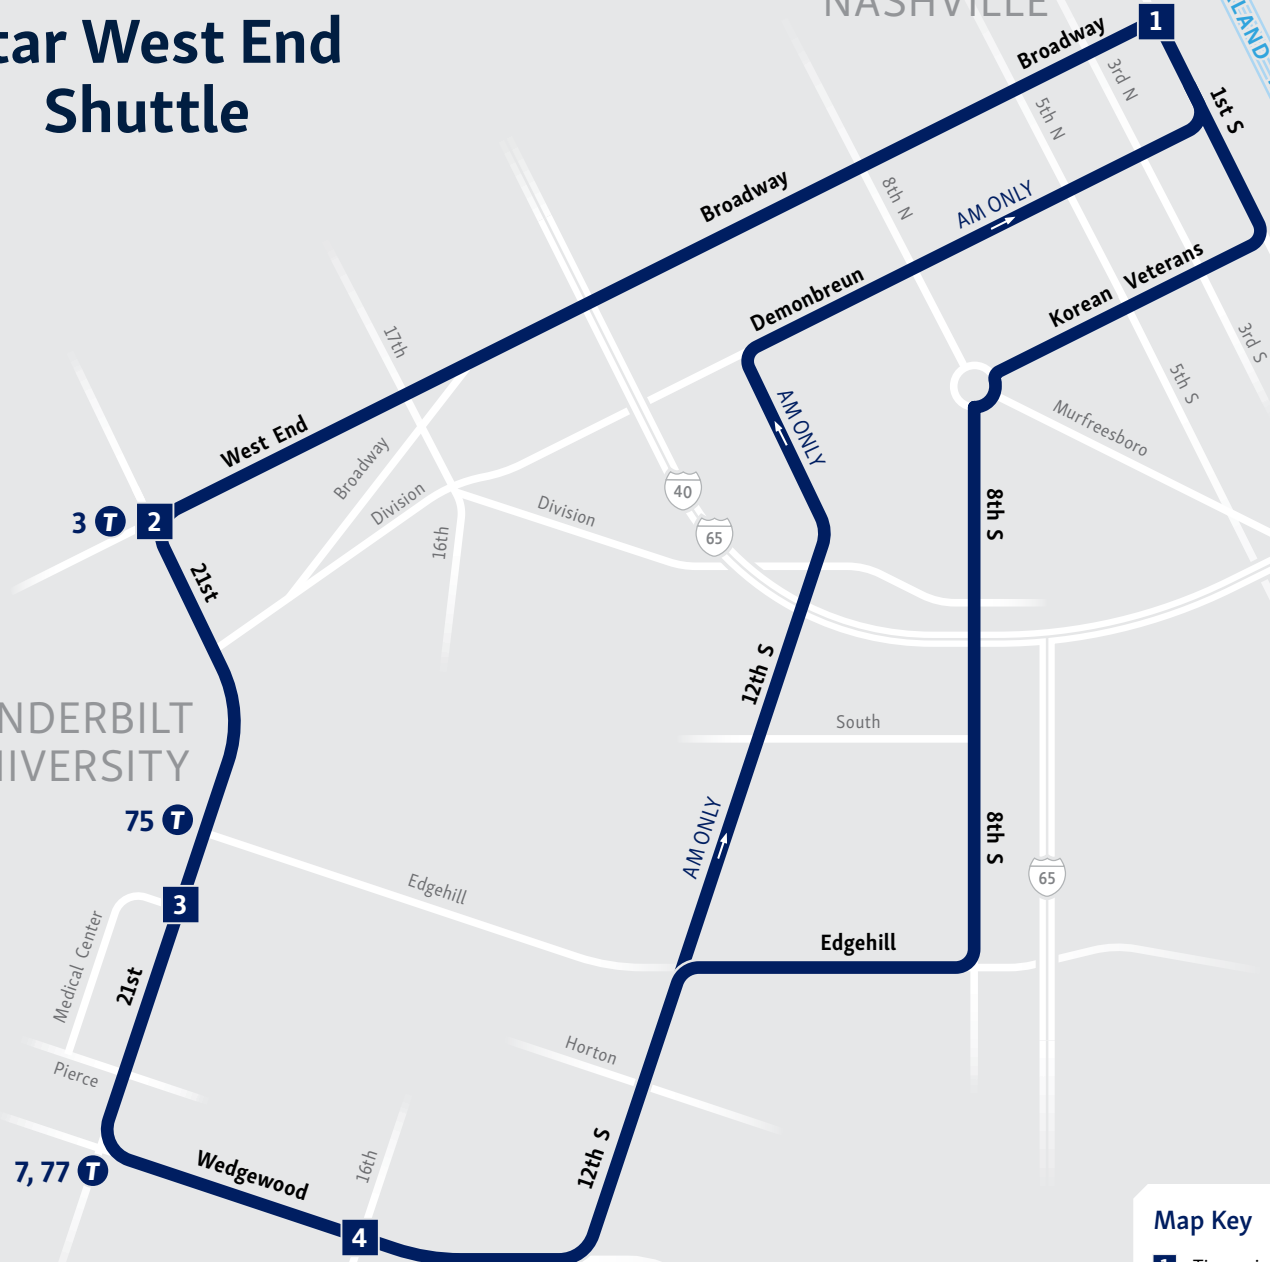 tar West End
Shuttle
NASHVILLE
1
Broadway
3rd N
1st S
5th N
Broadway
8th N
AM ONLY
Demonbreun
Korean Veterans
17th
3rd S
5th S
AM ONLY
Murfreesboro
West End
Broadway
Division
Division
40
65
16th
3 T
2
8th S
21st
12th S
NDERBILT
IVERSITY
South
75 T
AM ONLY
8th S
65
Edgehill
3
Medical Center
21st
Edgehill
Horton
Pierce
7, 77 T
Wedgewood
16th
12th S
4
Map Key